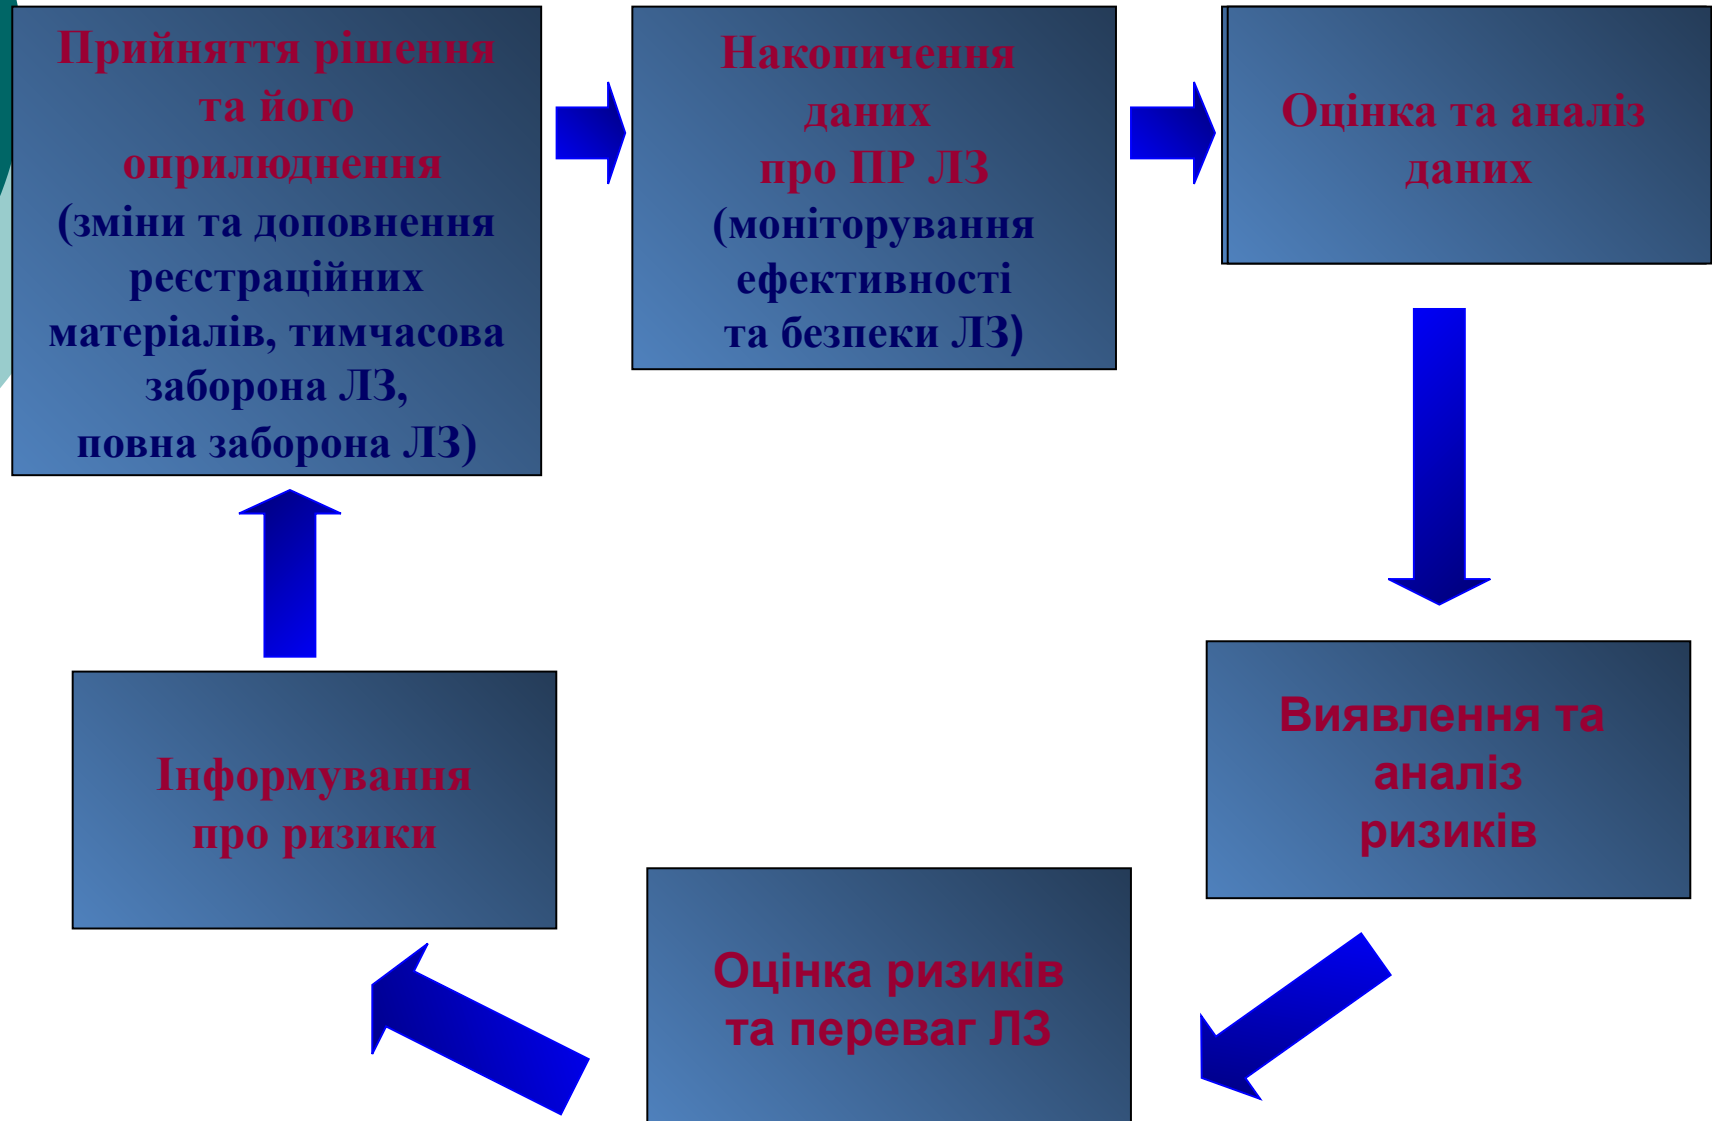 Прийняття рішення
та його
оприлюднення
(зміни та доповнення
реєстраційних
матеріалів, тимчасова
заборона ЛЗ,
повна заборона ЛЗ)
Накопичення
даних
про ПР ЛЗ
(моніторування
ефективності
та безпеки ЛЗ)
Оцінка та аналіз
даних
Виявлення та
аналіз
ризиків
Оцінка ризиків
та переваг ЛЗ
Інформування
про ризики